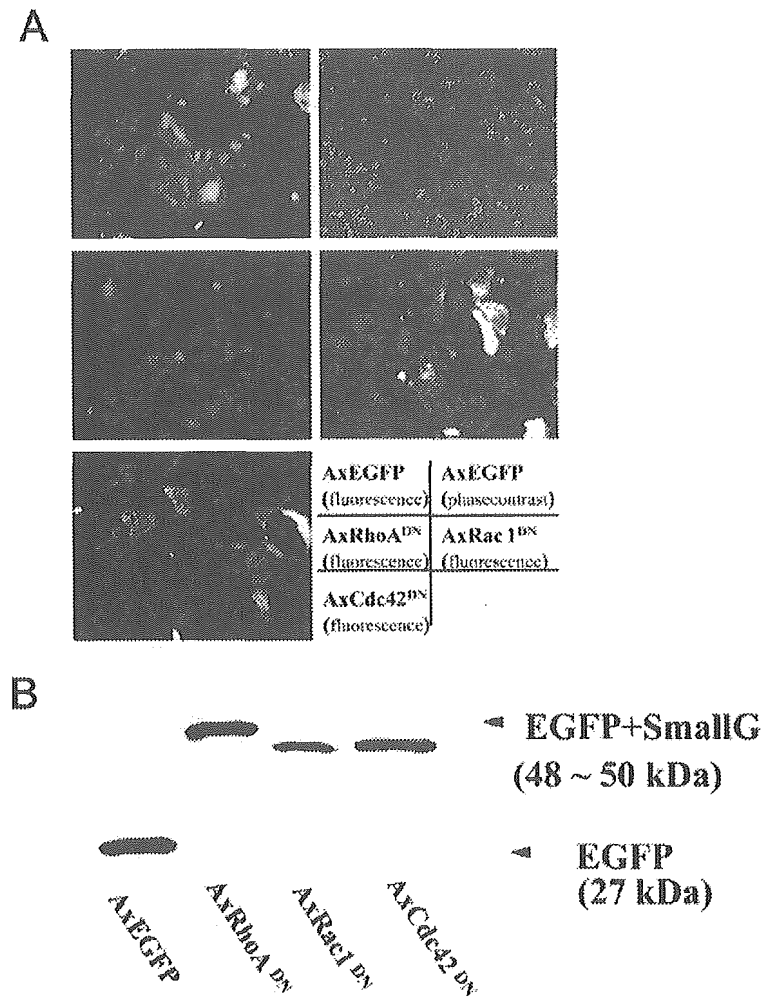 A
AxEGFP AxEGFP
(fluorescence) (phasecontrast)
AxRhoA^DN AxRac 1^DN
(fluorescence) (fluorescence)
AxCdc42^DN
(fluorescence)
B
EGFP+SmallG
(48 ~ 50 kDa)
EGFP
(27 kDa)
AxEGFP
AxRhoA DN
AxRac1 DN
AxCdc42 DN